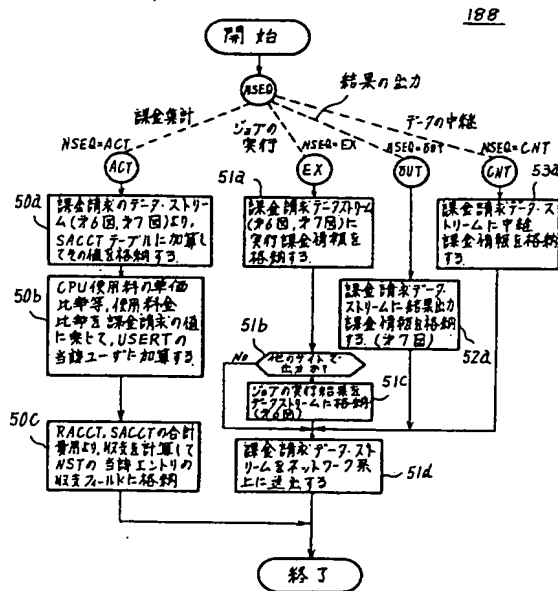 188
開始
NSEQ
結果の出力
課金集計
ジョブの
実行
データの中継
NSEQ=ACT
NSEQ=EX
NSEQ=OUT
NSEQ=CNT
ACT
EX
OUT
CNT
50a
課金請求のデータ・ストリー
ム(第6図,第7図)より,
SACCTテーブルに加算し
てその値を格納する.
51a
課金請求データストリーム
(第6図,第7図)に
実行課金情報を
格納する.
53a
課金請求データ・ス
トリームに中継
課金情報を格納
する.
50b
CPU使用料の単価
比率等,使用料金
比率を課金請求の値
に乗じて,USERTの
当該ユーザに加算する.
課金請求データ・
ストリームに結果出力
課金情報を格納す
る.(第7図)
52a
51b
No
他のサイトで
出力か?
51c
ジョブの実行結果を
データストリームに格納
(第6図)
50c
RACCT,SACCTの合計
費用より,収支を計算して
NSTの当該エントリの
収支フィールドに格納
課金請求データ・スト
リームをネットワーク系
上に送出する
51d
終了